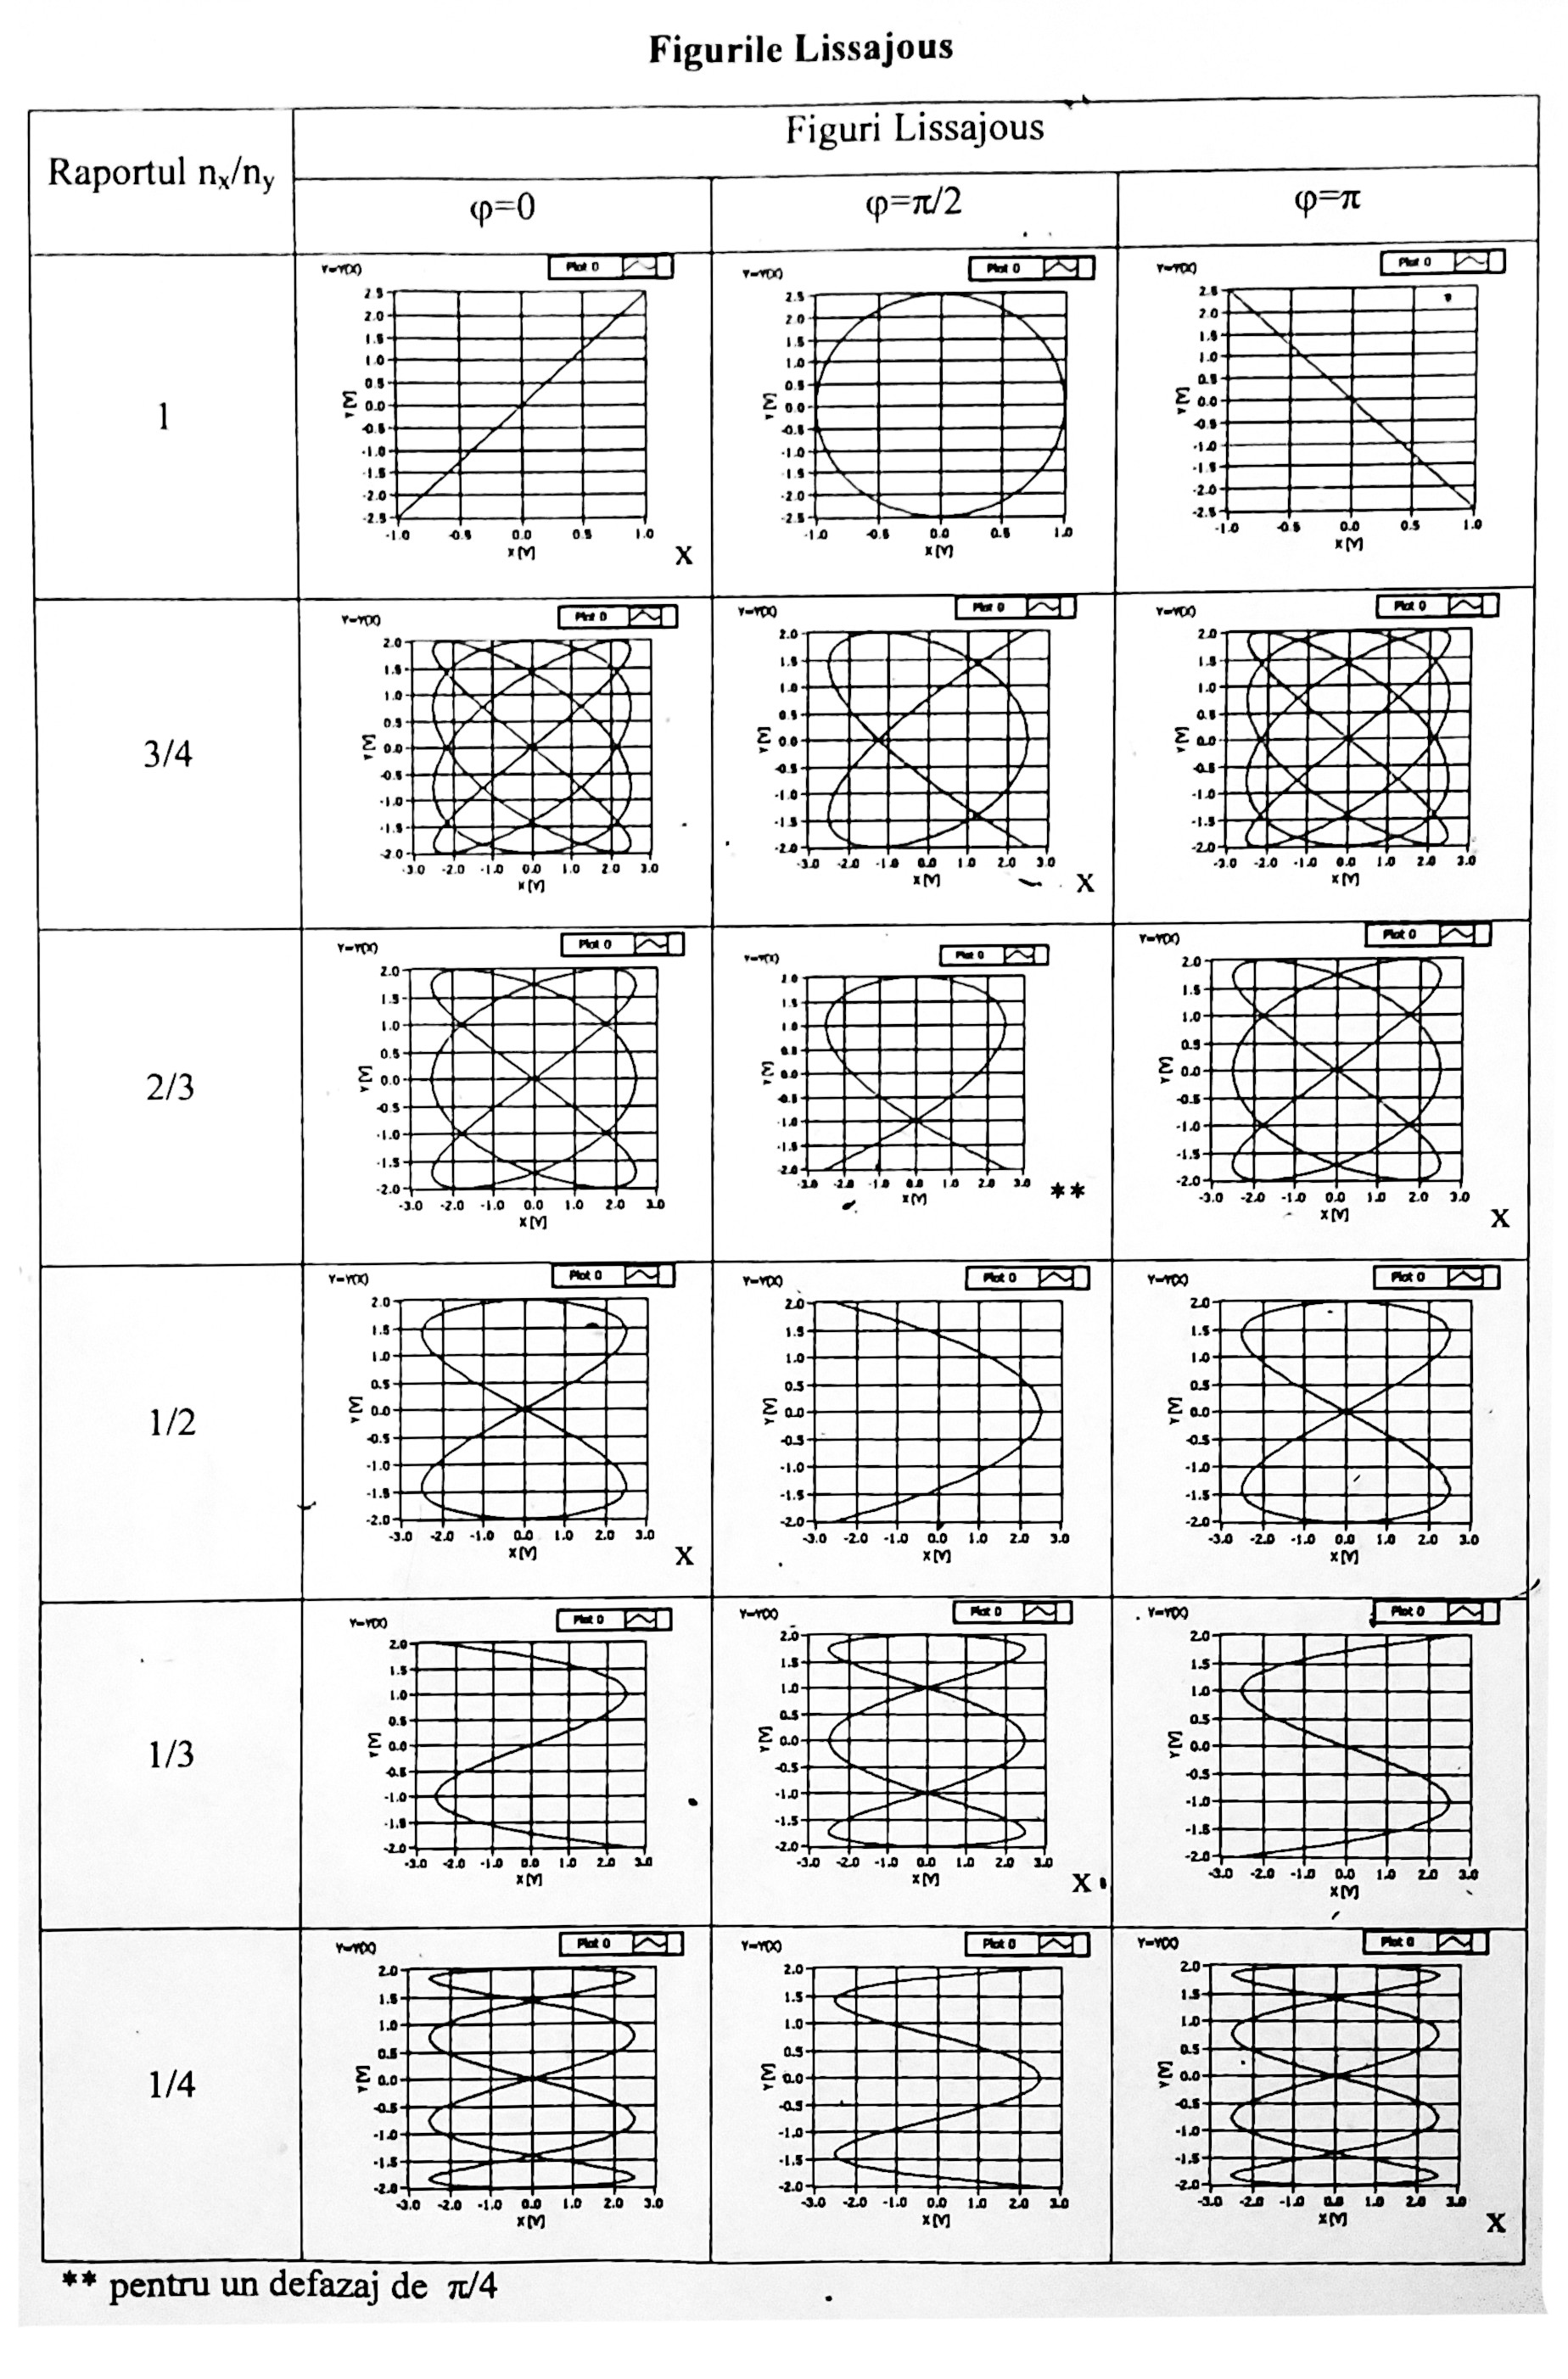 Figurile Lissajous
Raportul nx/ny
Figuri Lissajous
φ=0 φ=π/2 φ=π
1
Y=Y(X) Plot 0
2.5 2.0 1.5 1.0 0.5 0.0 -0.5 -1.0 -1.5 -2.0 -2.5
Y [V]
-1.0 -0.5 0.0 0.5 1.0
X [V]
X
Y=Y(X) Plot 0
2.5 2.0 1.5 1.0 0.5 0.0 -0.5 -1.0 -1.5 -2.0 -2.5
Y [V]
-1.0 -0.5 0.0 0.5 1.0
X [V]
Y=Y(X) Plot 0
2.5 2.0 1.5 1.0 0.5 0.0 -0.5 -1.0 -1.5 -2.0 -2.5
Y [V]
-1.0 -0.5 0.0 0.5 1.0
X [V]
3/4
Y=Y(X) Plot 0
2.0 1.5 1.0 0.5 0.0 -0.5 -1.0 -1.5 -2.0
Y [V]
-3.0 -2.0 -1.0 0.0 1.0 2.0 3.0
X [V]
Y=Y(X) Plot 0
2.0 1.5 1.0 0.5 0.0 -0.5 -1.0 -1.5 -2.0
Y [V]
-3.0 -2.0 -1.0 0.0 1.0 2.0 3.0
X [V]
X
Y=Y(X) Plot 0
2.0 1.5 1.0 0.5 0.0 -0.5 -1.0 -1.5 -2.0
Y [V]
-3.0 -2.0 -1.0 0.0 1.0 2.0 3.0
X [V]
2/3
Y=Y(X) Plot 0
2.0 1.5 1.0 0.5 0.0 -0.5 -1.0 -1.5 -2.0
Y [V]
-3.0 -2.0 -1.0 0.0 1.0 2.0 3.0
X [V]
Y=Y(X) Plot 0
1.5 1.0 0.5 0.0 -0.5 -1.0 -1.5 -2.0
Y [V]
-3.0 -2.0 -1.0 0.0 1.0 2.0 3.0
X [V]
**
Y=Y(X) Plot 0
2.0 1.5 1.0 0.5 0.0 -0.5 -1.0 -1.5 -2.0
Y [V]
-3.0 -2.0 -1.0 0.0 1.0 2.0 3.0
X [V]
X
1/2
Y=Y(X) Plot 0
2.0 1.5 1.0 0.5 0.0 -0.5 -1.0 -1.5 -2.0
Y [V]
-3.0 -2.0 -1.0 0.0 1.0 2.0 3.0
X [V]
X
Y=Y(X) Plot 0
2.0 1.5 1.0 0.5 0.0 -0.5 -1.0 -1.5 -2.0
Y [V]
-3.0 -2.0 -1.0 0.0 1.0 2.0 3.0
X [V]
Y=Y(X) Plot 0
2.0 1.5 1.0 0.5 0.0 -0.5 -1.0 -1.5 -2.0
Y [V]
-3.0 -2.0 -1.0 0.0 1.0 2.0 3.0
X [V]
1/3
Y=Y(X) Plot 0
2.0 1.5 1.0 0.5 0.0 -0.5 -1.0 -1.5 -2.0
Y [V]
-3.0 -2.0 -1.0 0.0 1.0 2.0 3.0
X [V]
Y=Y(X) Plot 0
2.0 1.5 1.0 0.5 0.0 -0.5 -1.0 -1.5 -2.0
Y [V]
-3.0 -2.0 -1.0 0.0 1.0 2.0 3.0
X [V]
X
Y=Y(X) Plot 0
2.0 1.5 1.0 0.5 0.0 -0.5 -1.0 -1.5 -2.0
Y [V]
-3.0 -2.0 -1.0 0.0 1.0 2.0 3.0
X [V]
1/4
Y=Y(X) Plot 0
2.0 1.5 1.0 0.5 0.0 -0.5 -1.0 -1.5 -2.0
Y [V]
-3.0 -2.0 -1.0 0.0 1.0 2.0 3.0
X [V]
Y=Y(X) Plot 0
2.0 1.5 1.0 0.5 0.0 -0.5 -1.0 -1.5 -2.0
Y [V]
-3.0 -2.0 -1.0 0.0 1.0 2.0 3.0
X [V]
Y=Y(X) Plot 0
2.0 1.5 1.0 0.5 0.0 -0.5 -1.0 -1.5 -2.0
Y [V]
-3.0 -2.0 -1.0 0.0 1.0 2.0 3.0
X [V]
X
** pentru un defazaj de π/4